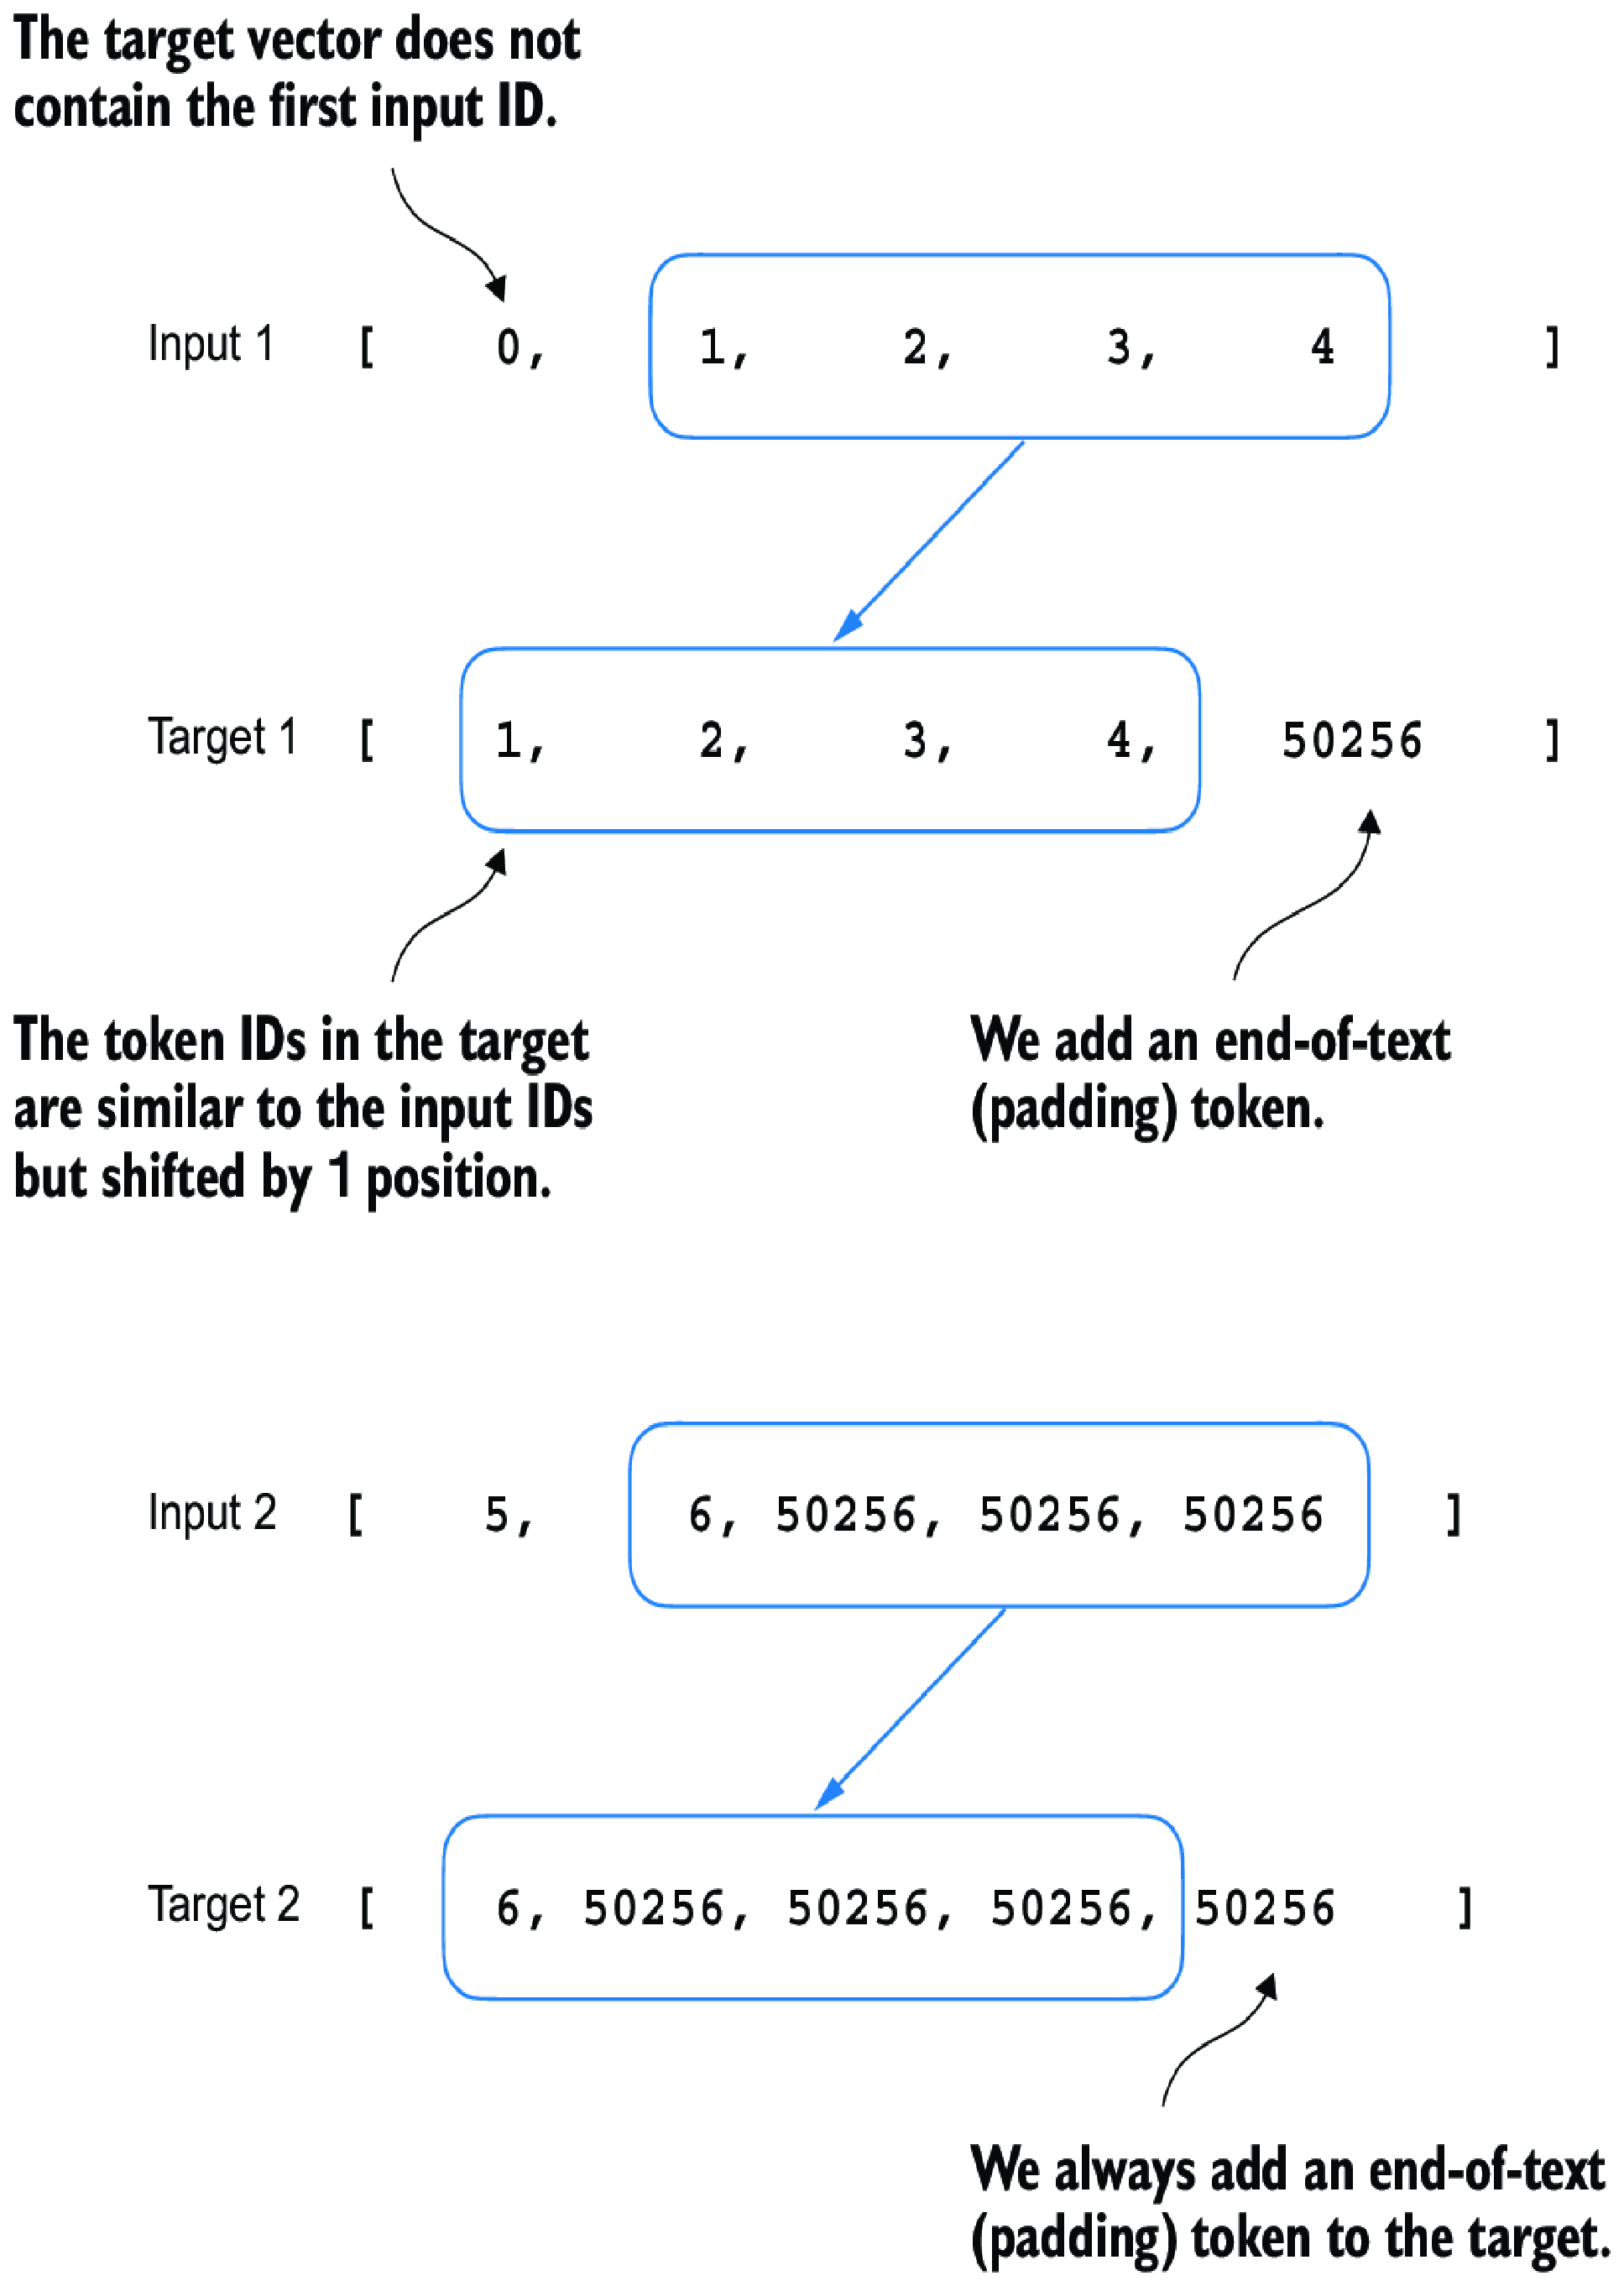 The target vector does not
contain the first input ID.
Input 1 [ 0, 1, 2, 3, 4 ]
Target 1 [ 1, 2, 3, 4, 50256 ]
The token IDs in the target
are similar to the input IDs
but shifted by 1 position.
We add an end-of-text
(padding) token.
Input 2 [ 5, 6, 50256, 50256, 50256 ]
Target 2 [ 6, 50256, 50256, 50256, 50256 ]
We always add an end-of-text
(padding) token to the target.